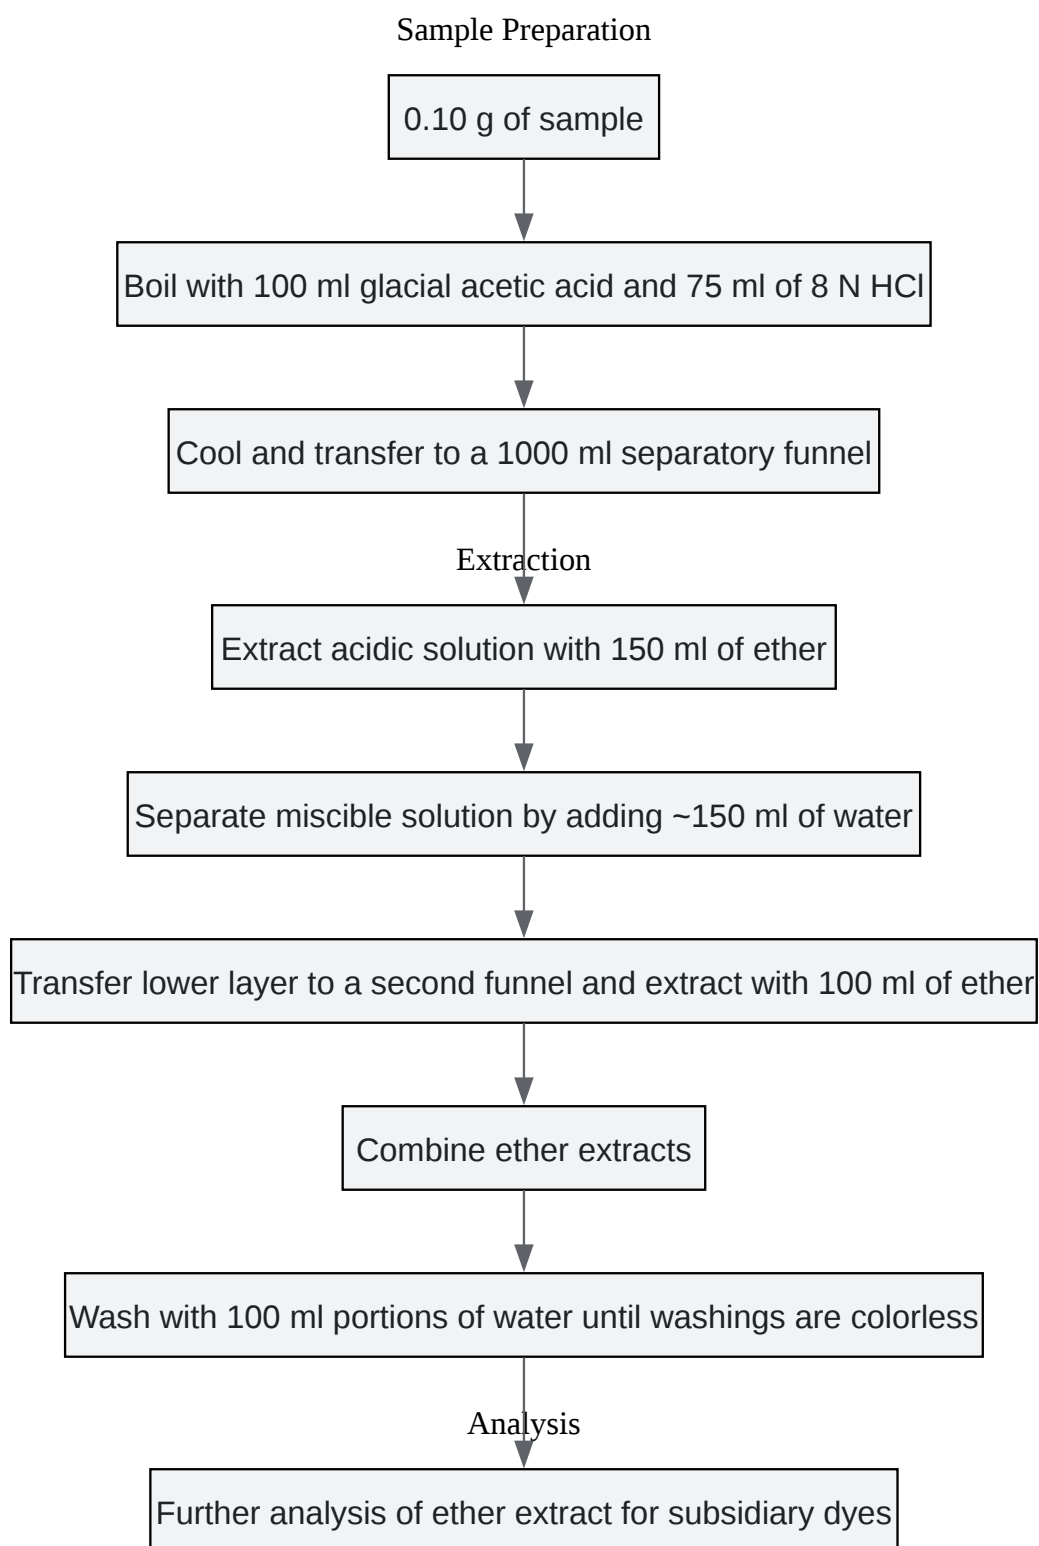 Sample Preparation
0.10 g of sample
Boil with 100 ml glacial acetic acid and 75 ml of 8 N HCl
Cool and transfer to a 1000 ml separatory funnel
Extraction
Extract acidic solution with 150 ml of ether
Separate miscible solution by adding ~150 ml of water
Transfer lower layer to a second funnel and extract with 100 ml of ether
Combine ether extracts
Wash with 100 ml portions of water until washings are colorless
Analysis
Further analysis of ether extract for subsidiary dyes